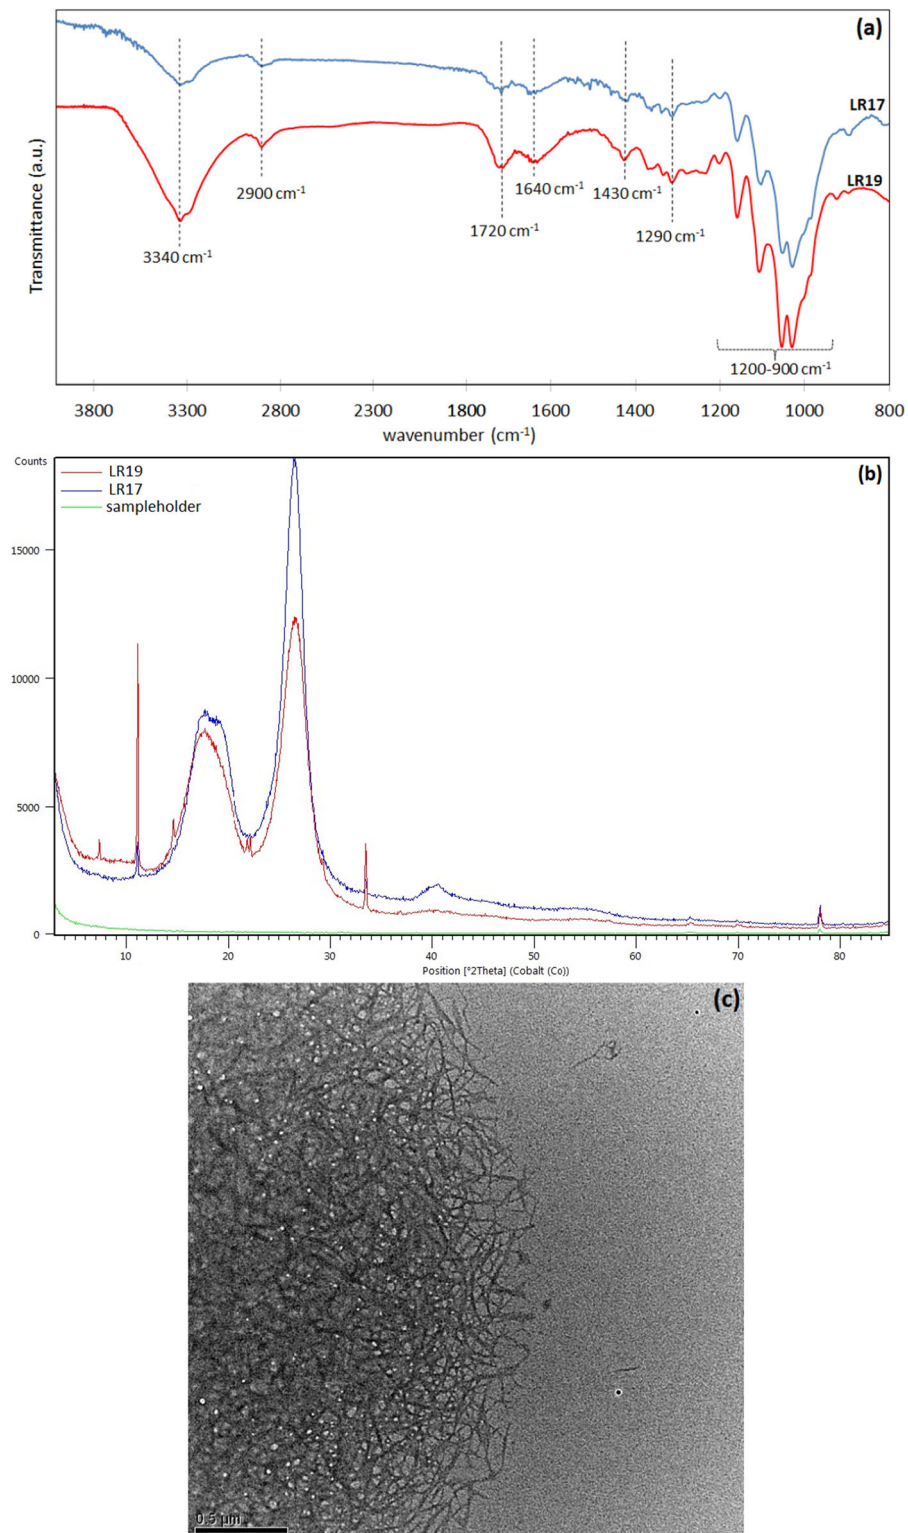 (a)
LR17
LR19
Transmittance (a.u.)
2900 cm-1
1640 cm-1
1430 cm-1
1720 cm-1
1290 cm-1
3340 cm-1
1200-900 cm-1
3800 3300 2800 2300 1800 1600 1400 1200 1000 800
wavenumber (cm-1)
Counts
(b)
LR19
LR17
sampleholder
15000
10000
5000
0
10 20 30 40 50 60 70 80
Position [°2Theta] (Cobalt (Co))
(c)
0.5 µm